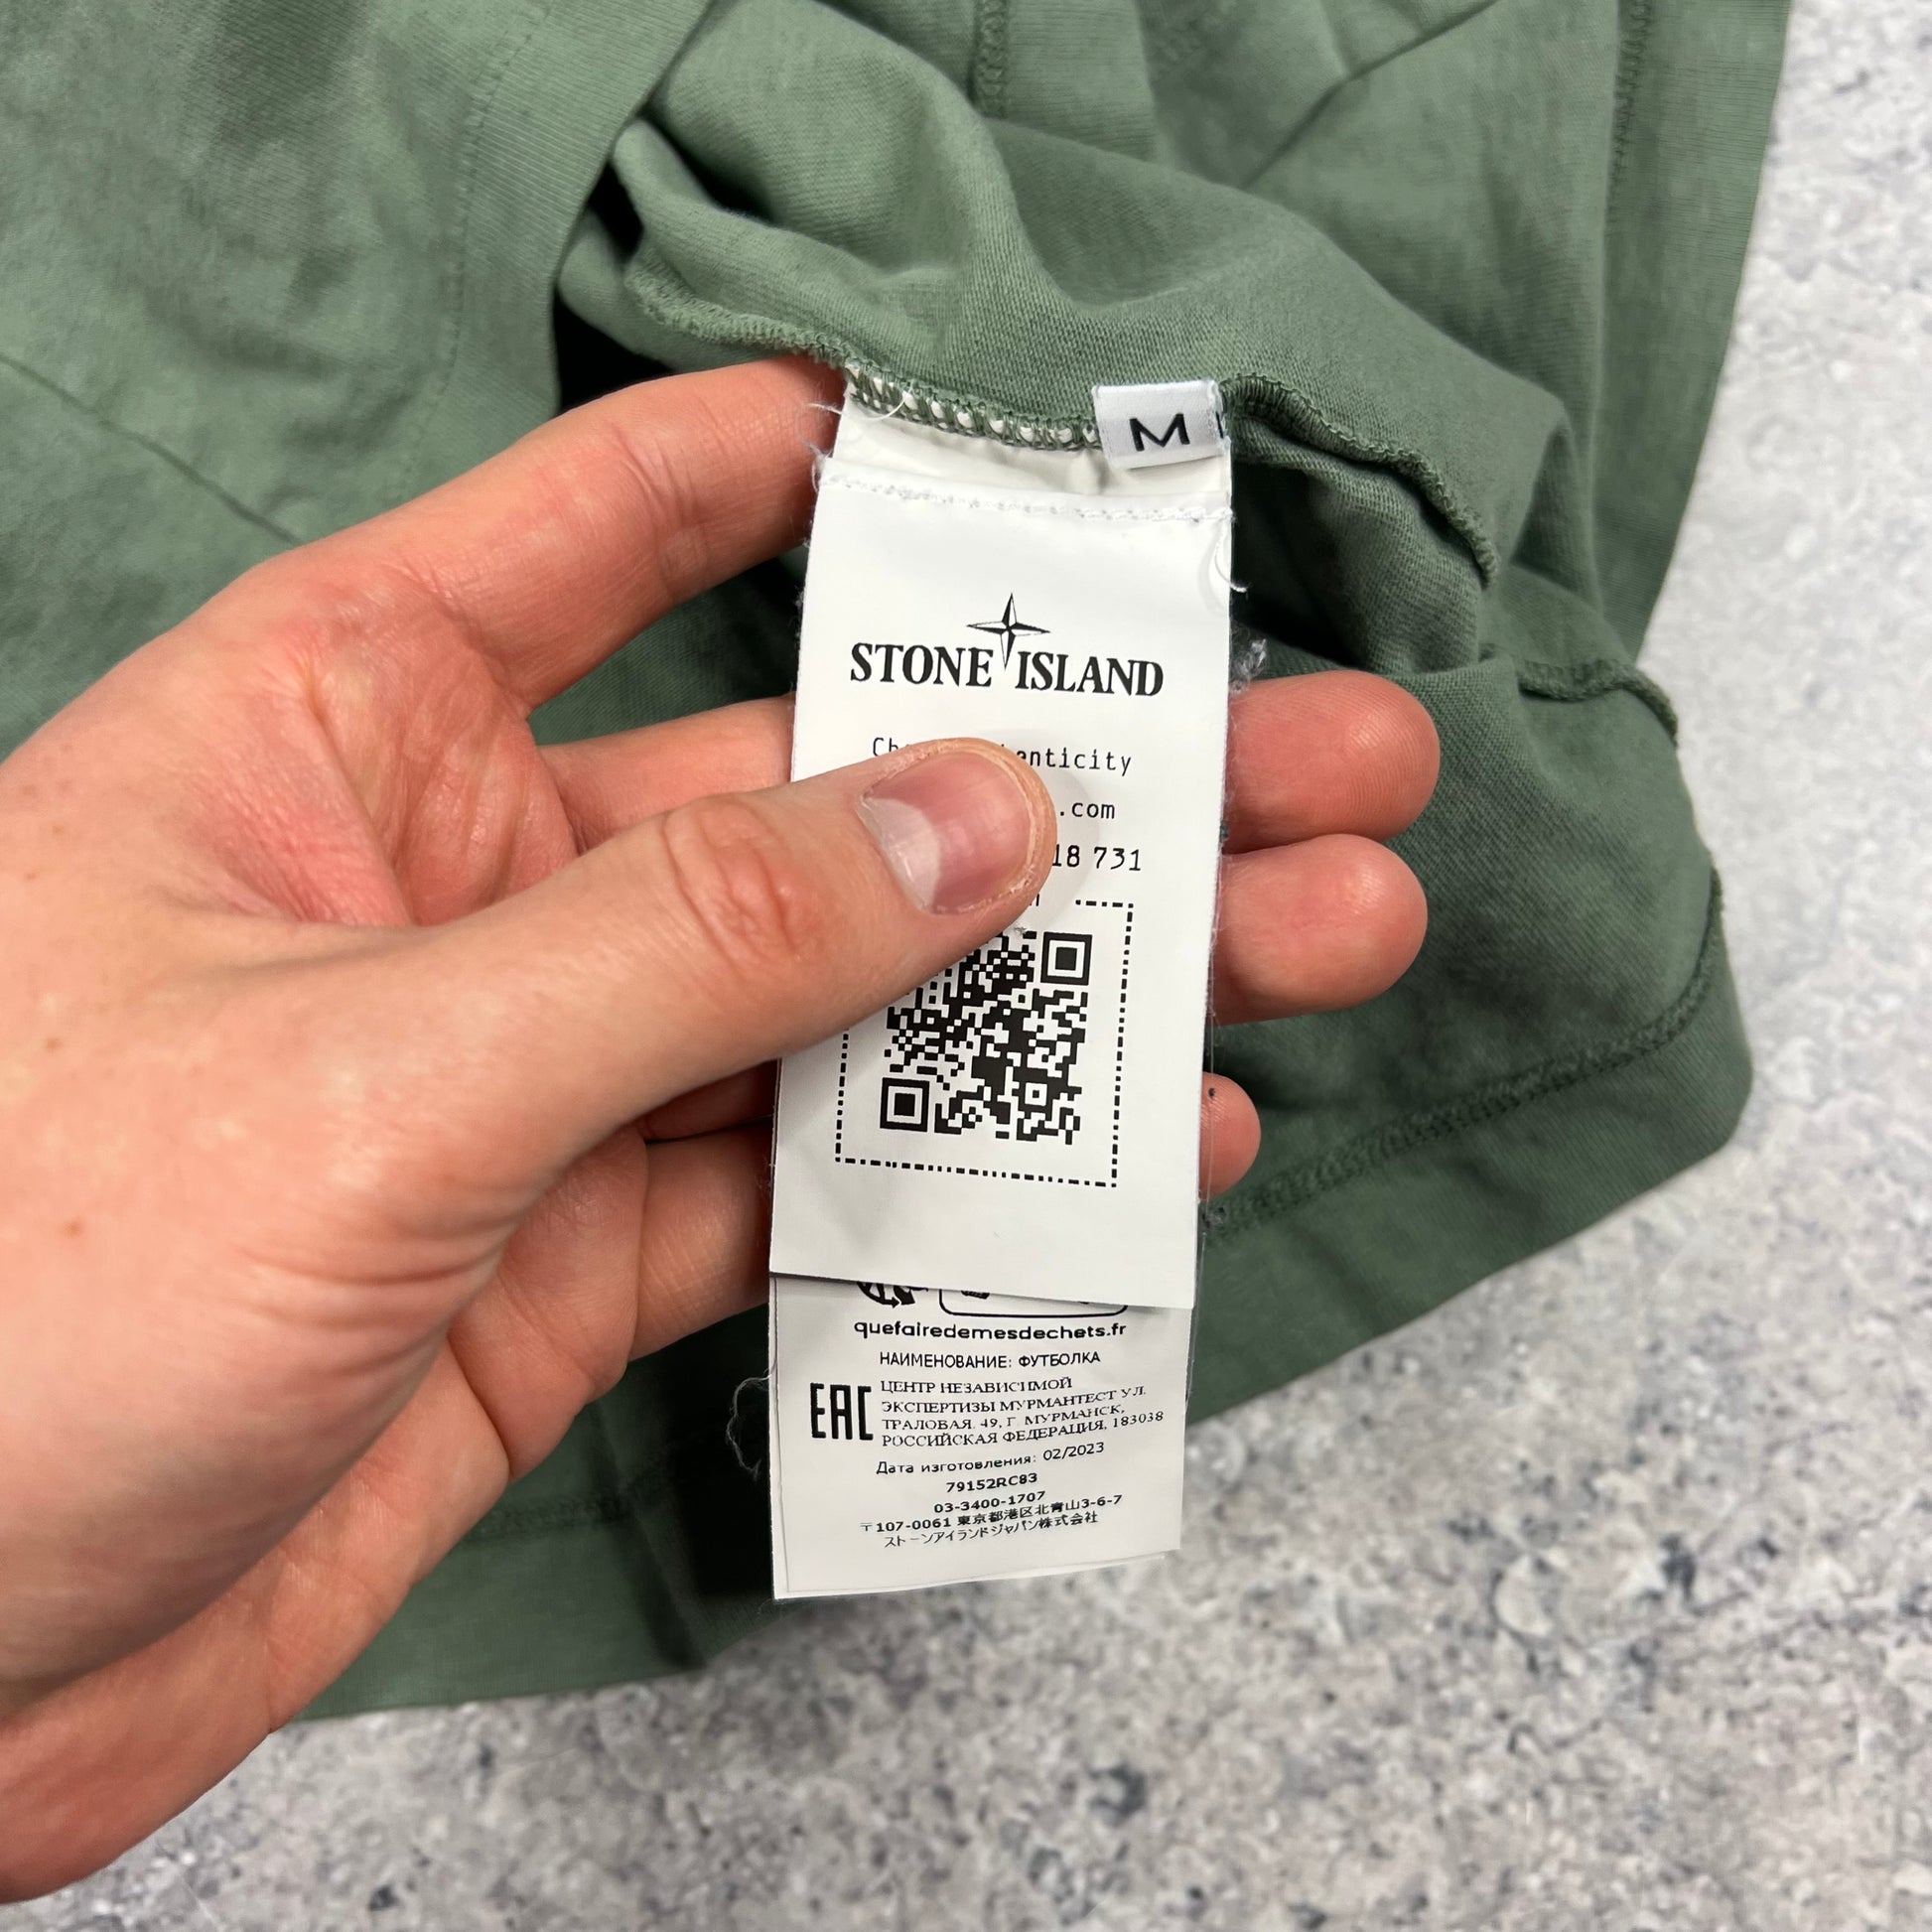 M
STONE ISLAND
.com
18 731
quefairedemesdechets.fr
НАИМЕНОВАНИЕ: ФУТБОЛКА
EAC
ЦЕНТР НЕЗАВИСИМОЙ
ЭКСПЕРТИЗЫ МУРМАНТЕСТ УЛ.
ТРАЛОВАЯ, 49, Г. МУРМАНСК,
РОССИЙСКАЯ ФЕДЕРАЦИЯ, 183038
Дата изготовления: 02/2023
79152RC83
03-3400-1707
〒107-0061 東京都港区北青山3-6-7
ストーンアイランドジャパン株式会社